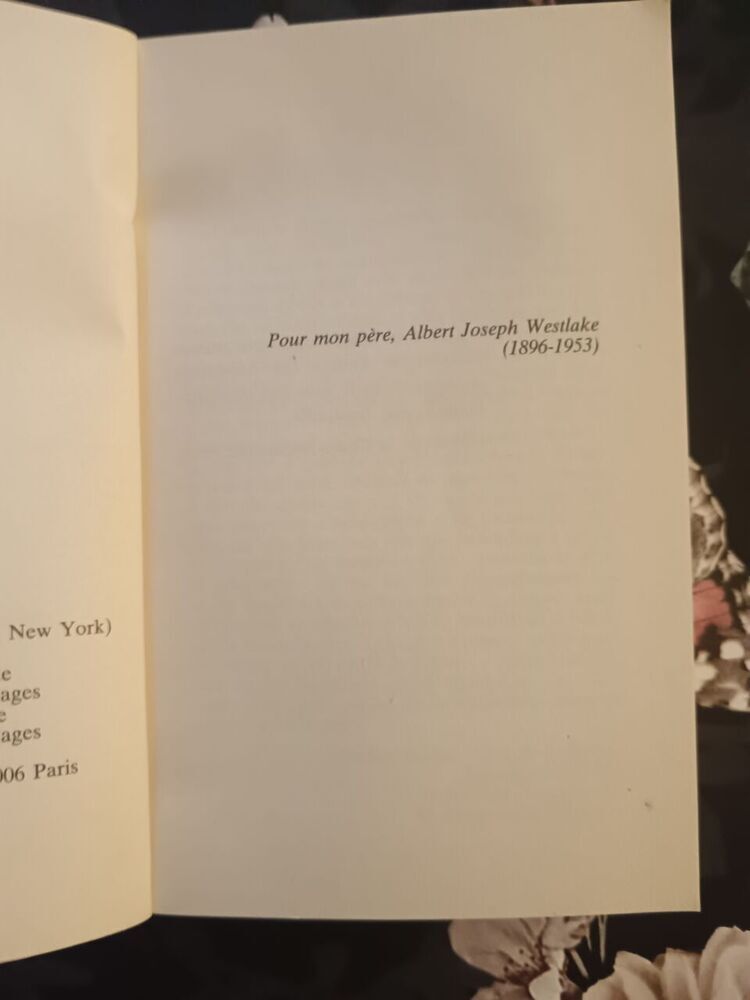 New York)
ages
ages
006 Paris
Pour mon père, Albert Joseph Westlake
(1896-1953)